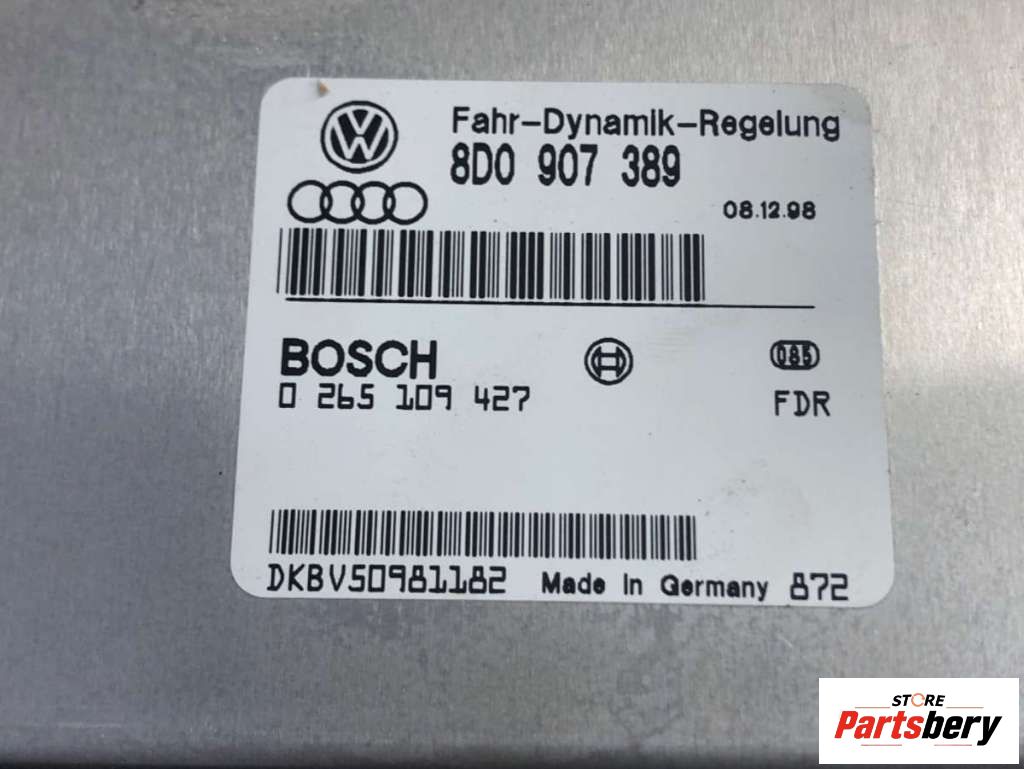 Fahr-Dynamik-Regelung
8D0 907 389
08.12.98
BOSCH
0 265 109 427
085
FDR
DKBV50981182 Made In Germany 872
STORE
Partsbery